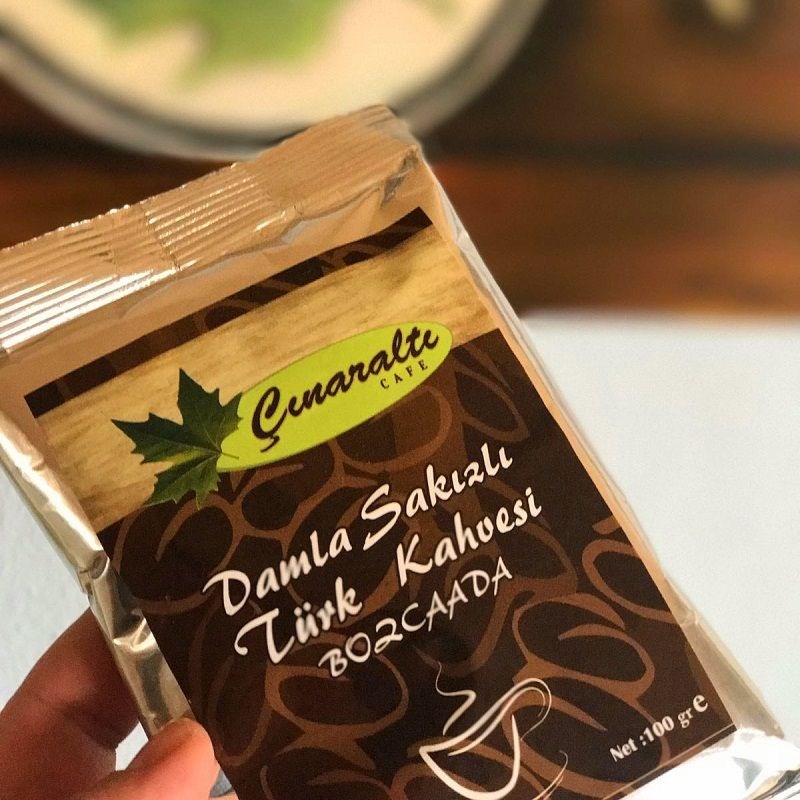 Çınaraltı
CAFE
Damla Sakızlı
Türk Kahvesi
BOZCAADA
Net :100 gr e